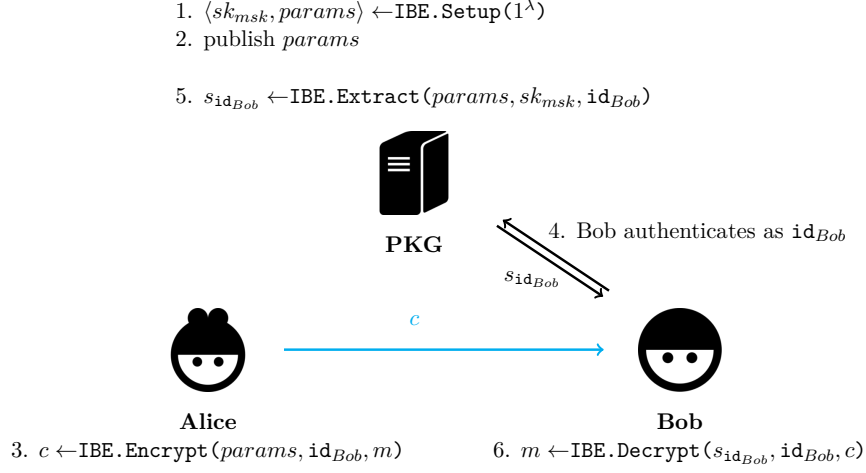 1. ⟨sk_msk, params⟩ ←IBE.Setup(1^λ)
2. publish params
5. s_id_Bob ←IBE.Extract(params, sk_msk, id_Bob)
PKG
4. Bob authenticates as id_Bob
s_id_Bob
c
Alice
Bob
3. c ←IBE.Encrypt(params, id_Bob, m)
6. m ←IBE.Decrypt(s_id_Bob, id_Bob, c)